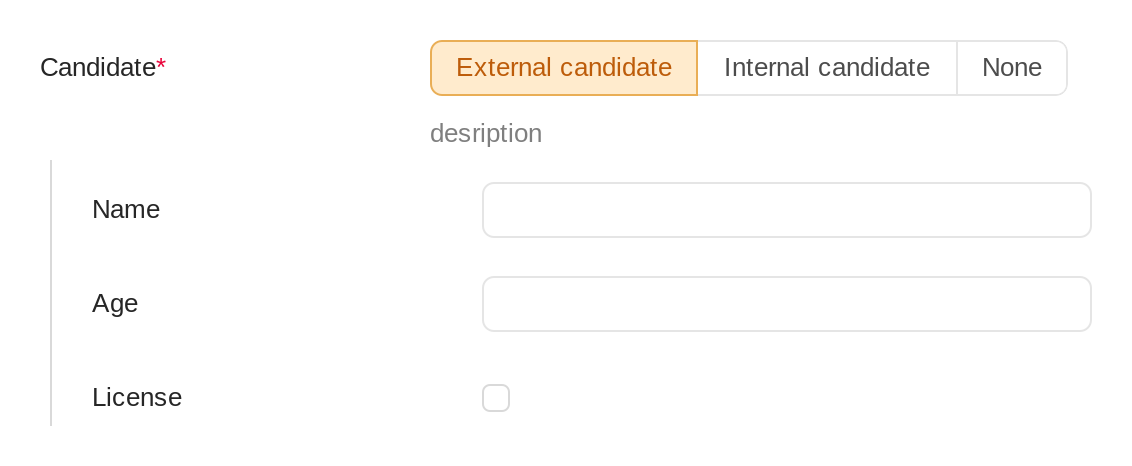 Candidate* External candidate Internal candidate None
desription
Name
Age
License